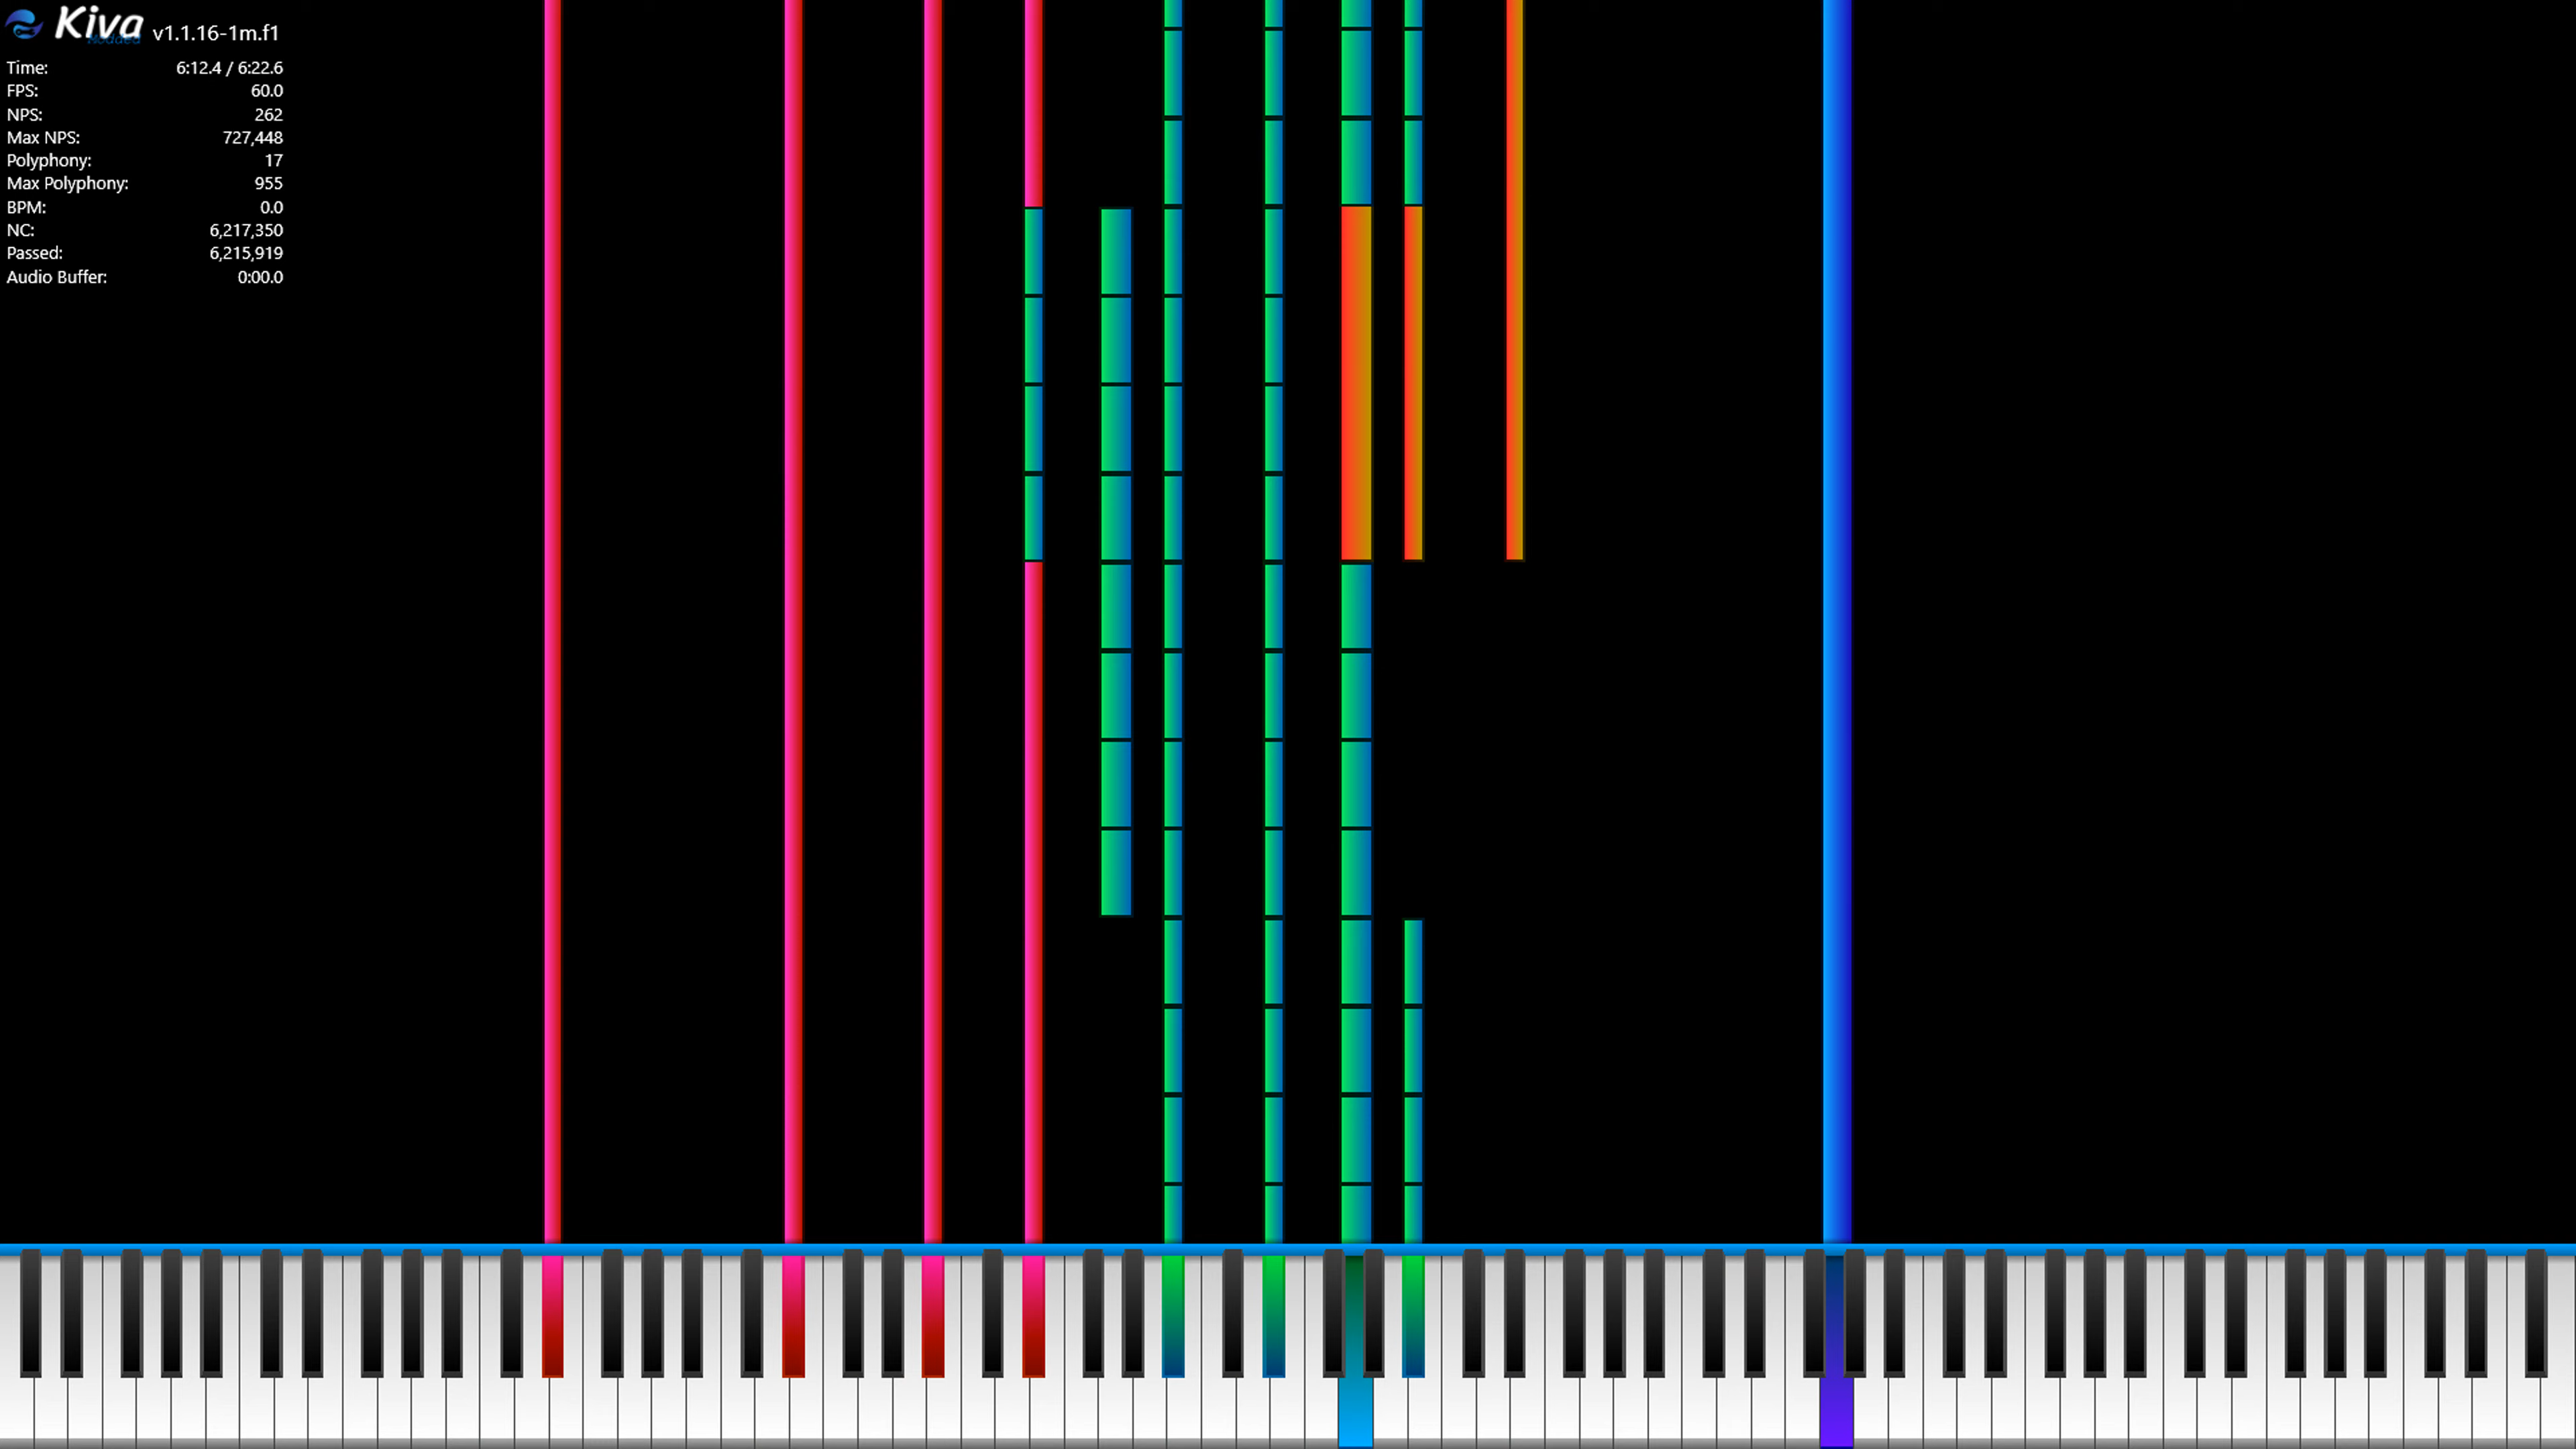 Kiva v1.1.16-1m.f1
Modded
Time: 6:12.4 / 6:22.6
FPS: 60.0
NPS: 262
Max NPS: 727,448
Polyphony: 17
Max Polyphony: 955
BPM: 0.0
NC: 6,217,350
Passed: 6,215,919
Audio Buffer: 0:00.0